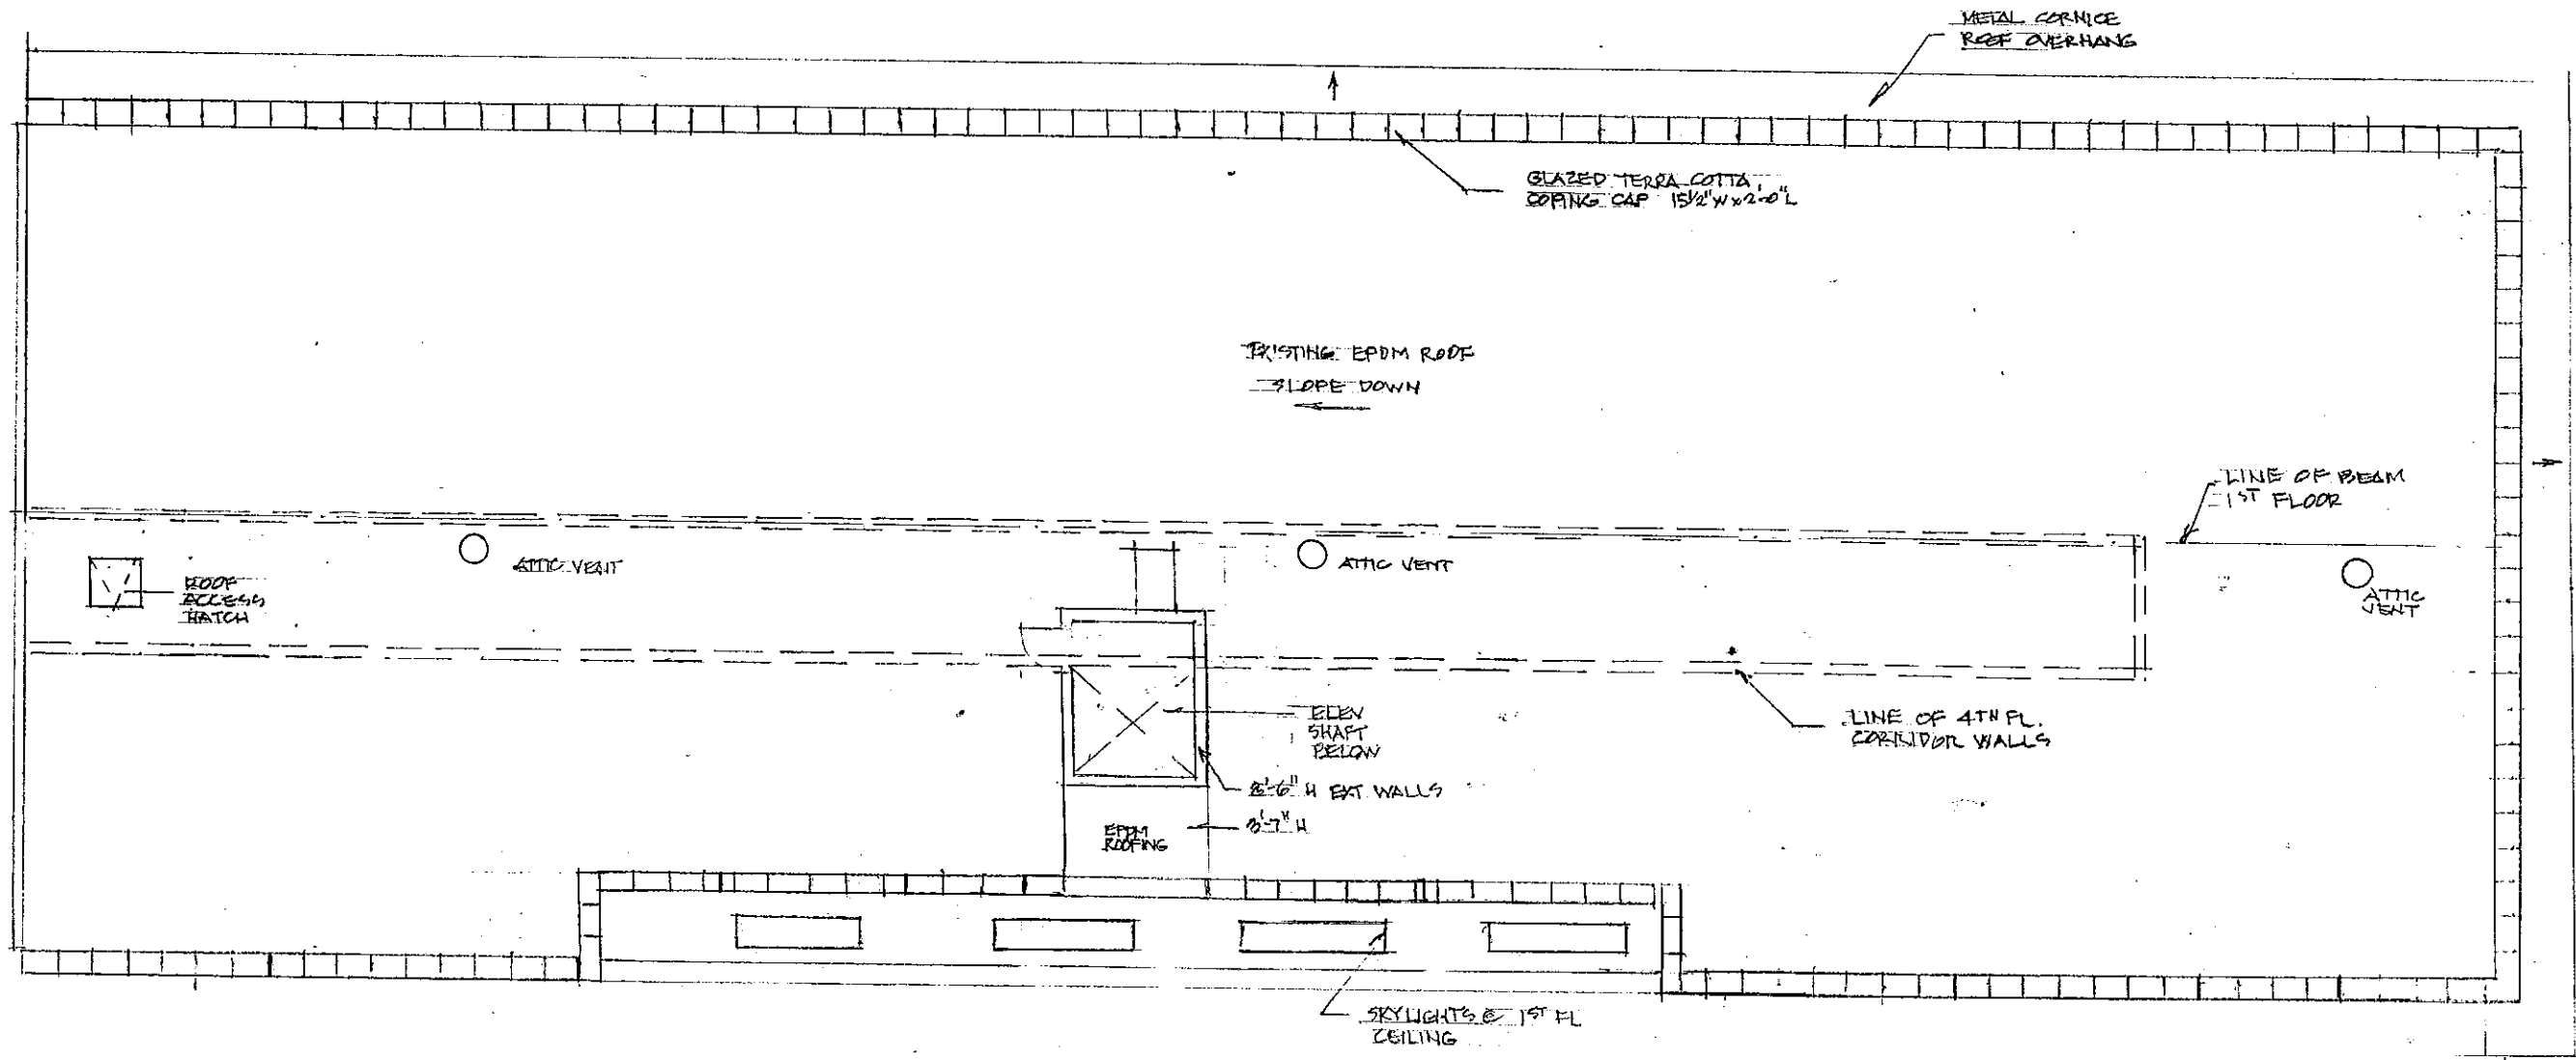 METAL CORNICE
ROOF OVERHANG
GLAZED TERRA COTTA
COPING CAP 15 1/2" W x 2'-0" L
EXISTING EPDM ROOF
SLOPE DOWN
LINE OF BEAM
1ST FLOOR
ATTIC VENT
ATTIC VENT
ATTIC
VENT
ROOF
ACCESS
HATCH
ELEV
SHAFT
BELOW
LINE OF 4TH FL.
CORRIDOR WALLS
8'-6" H EXT WALLS
3'-7" H
EPDM
ROOFING
SKYLIGHTS @ 1ST FL
CEILING